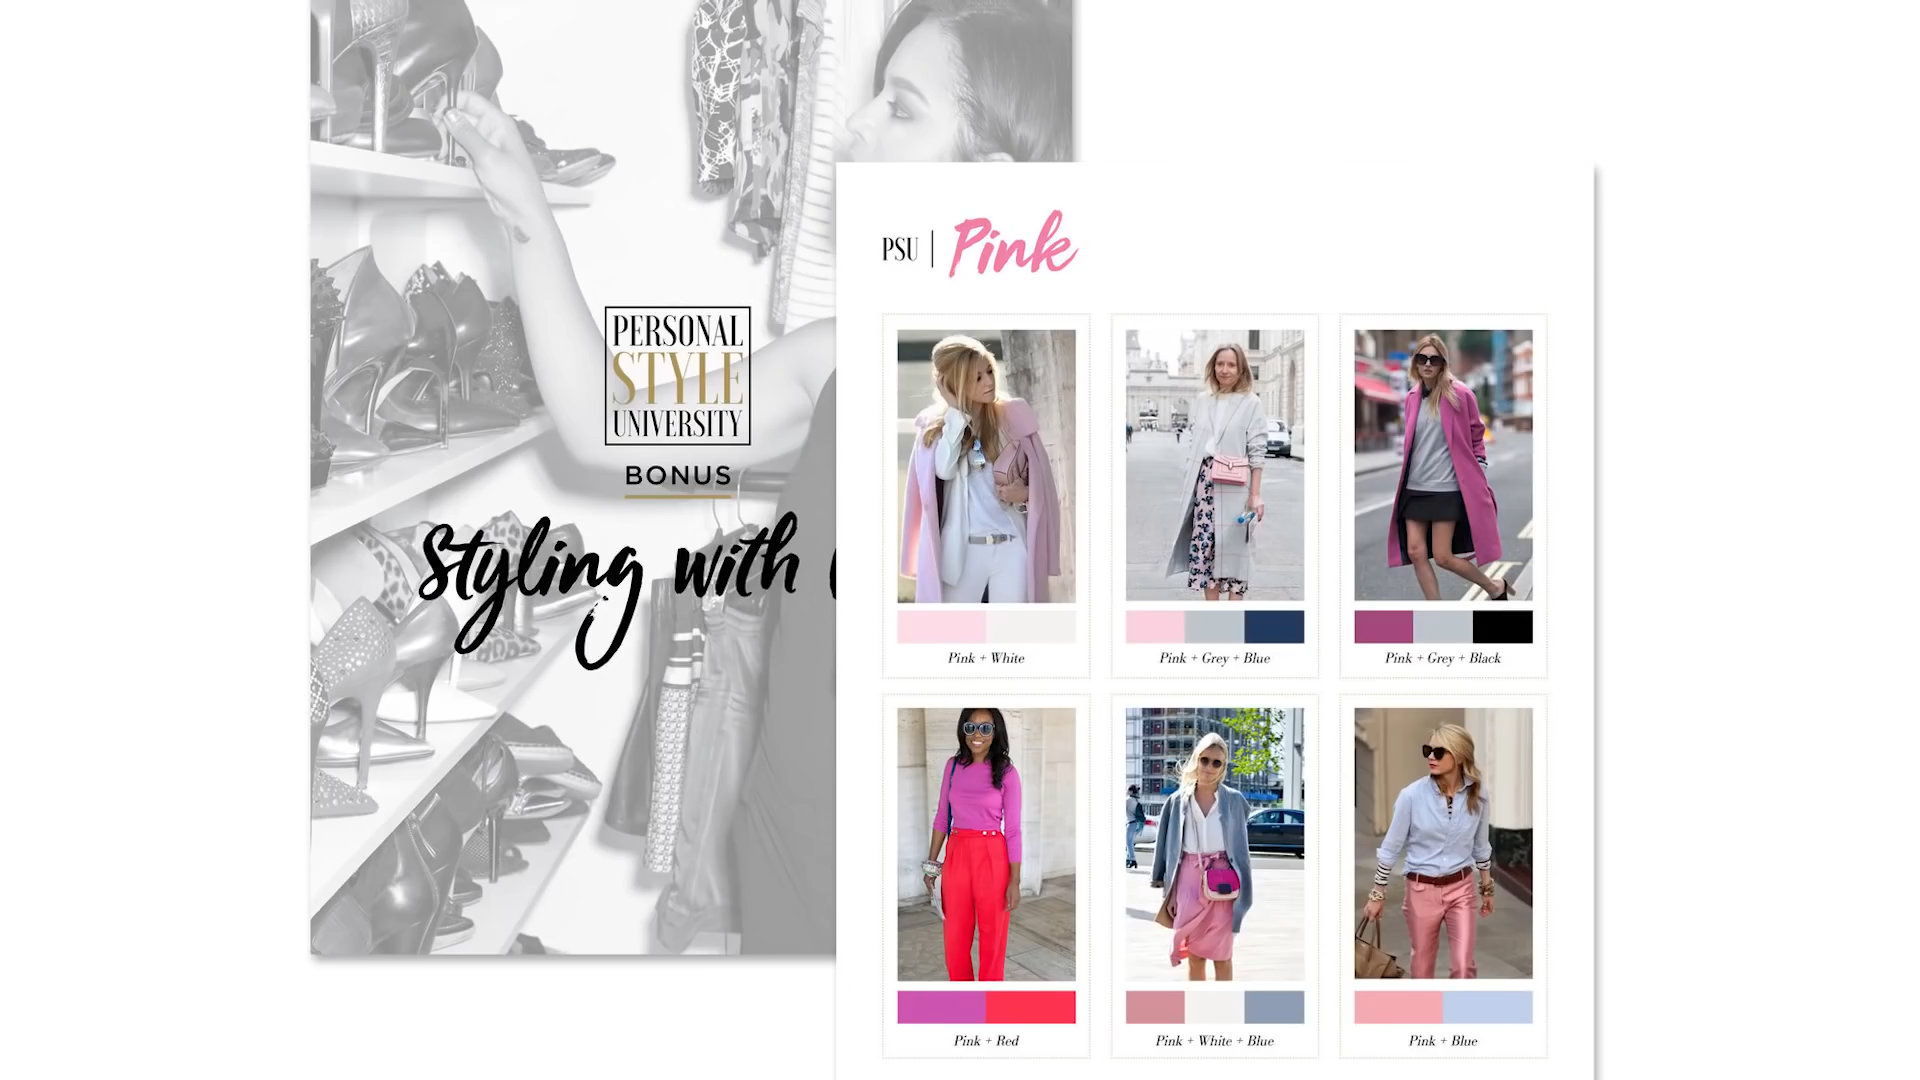 PERSONAL
STYLE
UNIVERSITY
BONUS
Styling with
PSU | Pink
Pink + White
Pink + Grey + Blue
Pink + Grey + Black
Pink + Red
Pink + White + Blue
Pink + Blue